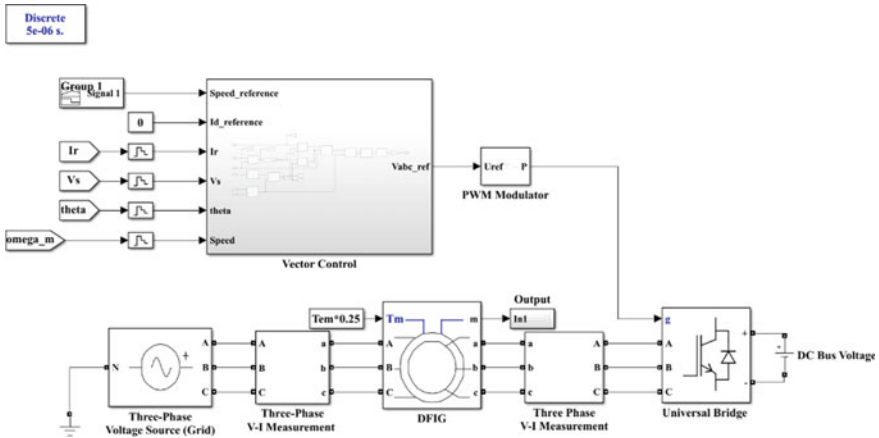 Discrete
5e-06 s.
Group 1
Signal 1
Speed_reference
0
Id_reference
Ir
Ir
Vs
Vs
theta
theta
omega_m
Speed
Vabc_ref
Vector Control
Uref
P
PWM Modulator
Tem*0.25
Tm
m
Output
In1
g
N
A
B
C
A
B
C
a
b
c
A
B
C
a
b
c
a
b
c
A
B
C
A
B
C
+
-
+
DC Bus Voltage
Three-Phase
Voltage Source (Grid)
Three-Phase
V-I Measurement
DFIG
Three Phase
V-I Measurement
Universal Bridge